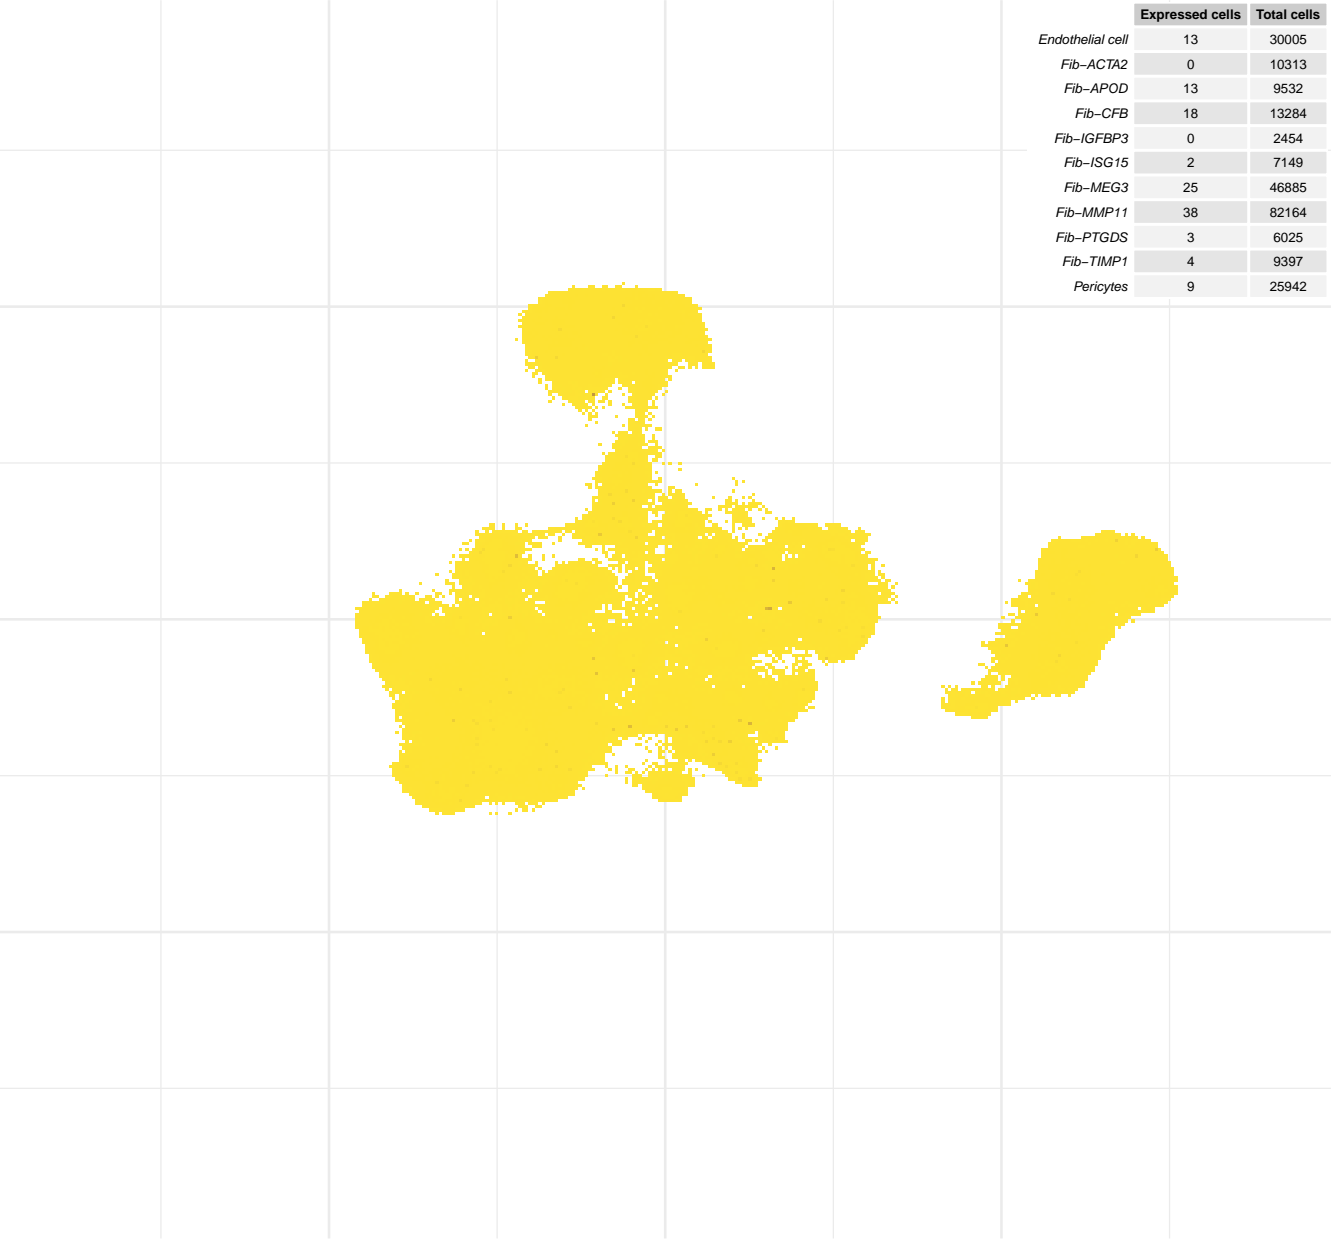 Expressed cells Total cells
Endothelial cell 13 30005
Fib−ACTA2 0 10313
Fib−APOD 13 9532
Fib−CFB 18 13284
Fib−IGFBP3 0 2454
Fib−ISG15 2 7149
Fib−MEG3 25 46885
Fib−MMP11 38 82164
Fib−PTGDS 3 6025
Fib−TIMP1 4 9397
Pericytes 9 25942